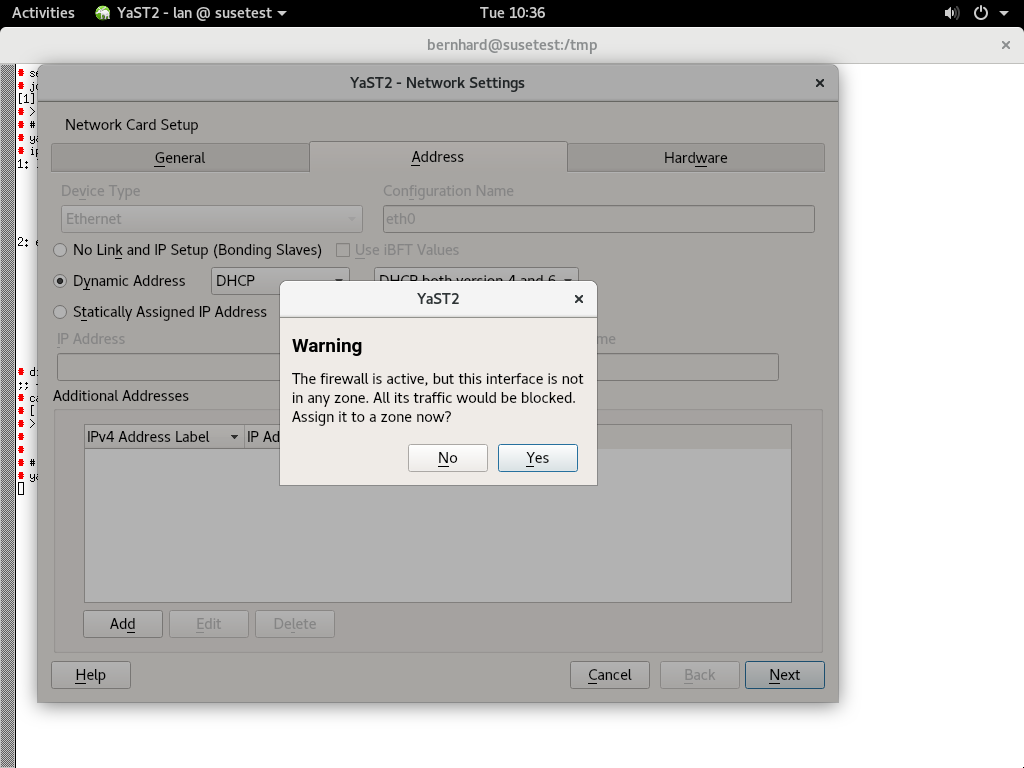 Activities YaST2 - lan @ susetest Tue 10:36
bernhard@susetest:/tmp
YaST2 - Network Settings
[1]
>
#
1:
2:
;;
[
>
#
Network Card Setup
General Address Hardware
Device Type Configuration Name
Ethernet eth0
No Link and IP Setup (Bonding Slaves) Use iBFT Values
Dynamic Address DHCP DHCP both version 4 and 6
Statically Assigned IP Address
IP Address
Additional Addresses
IPv4 Address Label IP Ad
YaST2
Warning
The firewall is active, but this interface is not
in any zone. All its traffic would be blocked.
Assign it to a zone now?
No Yes
Add Edit Delete
Help Cancel Back Next